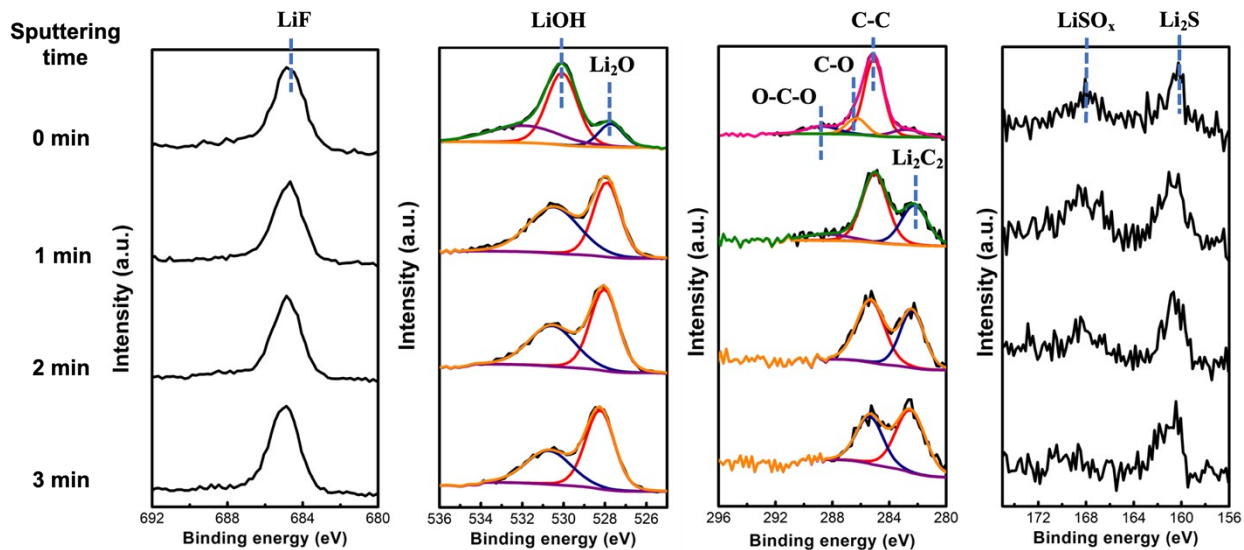 Sputtering
time
0 min
1 min
2 min
3 min
LiF
Intensity (a.u.)
692 688 684 680
Binding energy (eV)
LiOH
Li₂O
Intensity (a.u.)
536 534 532 530 528 526
Binding energy (eV)
C-C
C-O
O-C-O
Li₂C₂
Intensity (a.u.)
296 292 288 284 280
Binding energy (eV)
LiSOₓ
Li₂S
Intensity (a.u.)
172 168 164 160 156
Binding energy (eV)